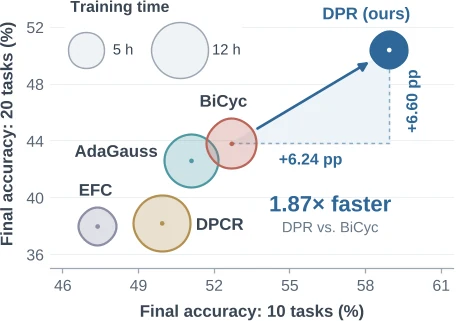 Training time
5 h
12 h
DPR (ours)
+6.60 pp
BiCyc
+6.24 pp
AdaGauss
EFC
DPCR
1.87× faster
DPR vs. BiCyc
Final accuracy: 20 tasks (%)
52
48
44
40
36
46
49
52
55
58
61
Final accuracy: 10 tasks (%)